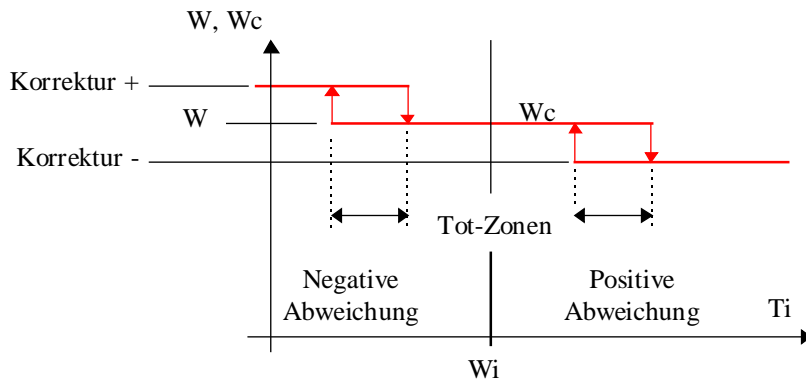 W, Wc
Korrektur +
W
Wc
Korrektur -
Tot-Zonen
Negative
Abweichung
Positive
Abweichung
Ti
Wi